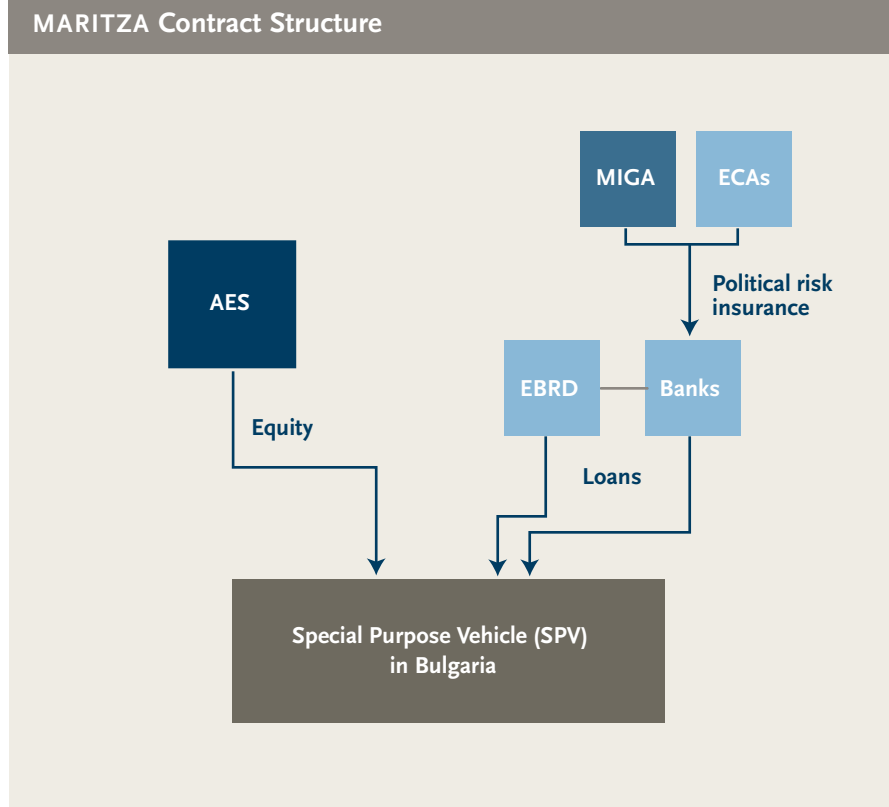 MARITZA Contract Structure
MIGA
ECAs
AES
Political risk
insurance
EBRD
Banks
Equity
Loans
Special Purpose Vehicle (SPV)
in Bulgaria